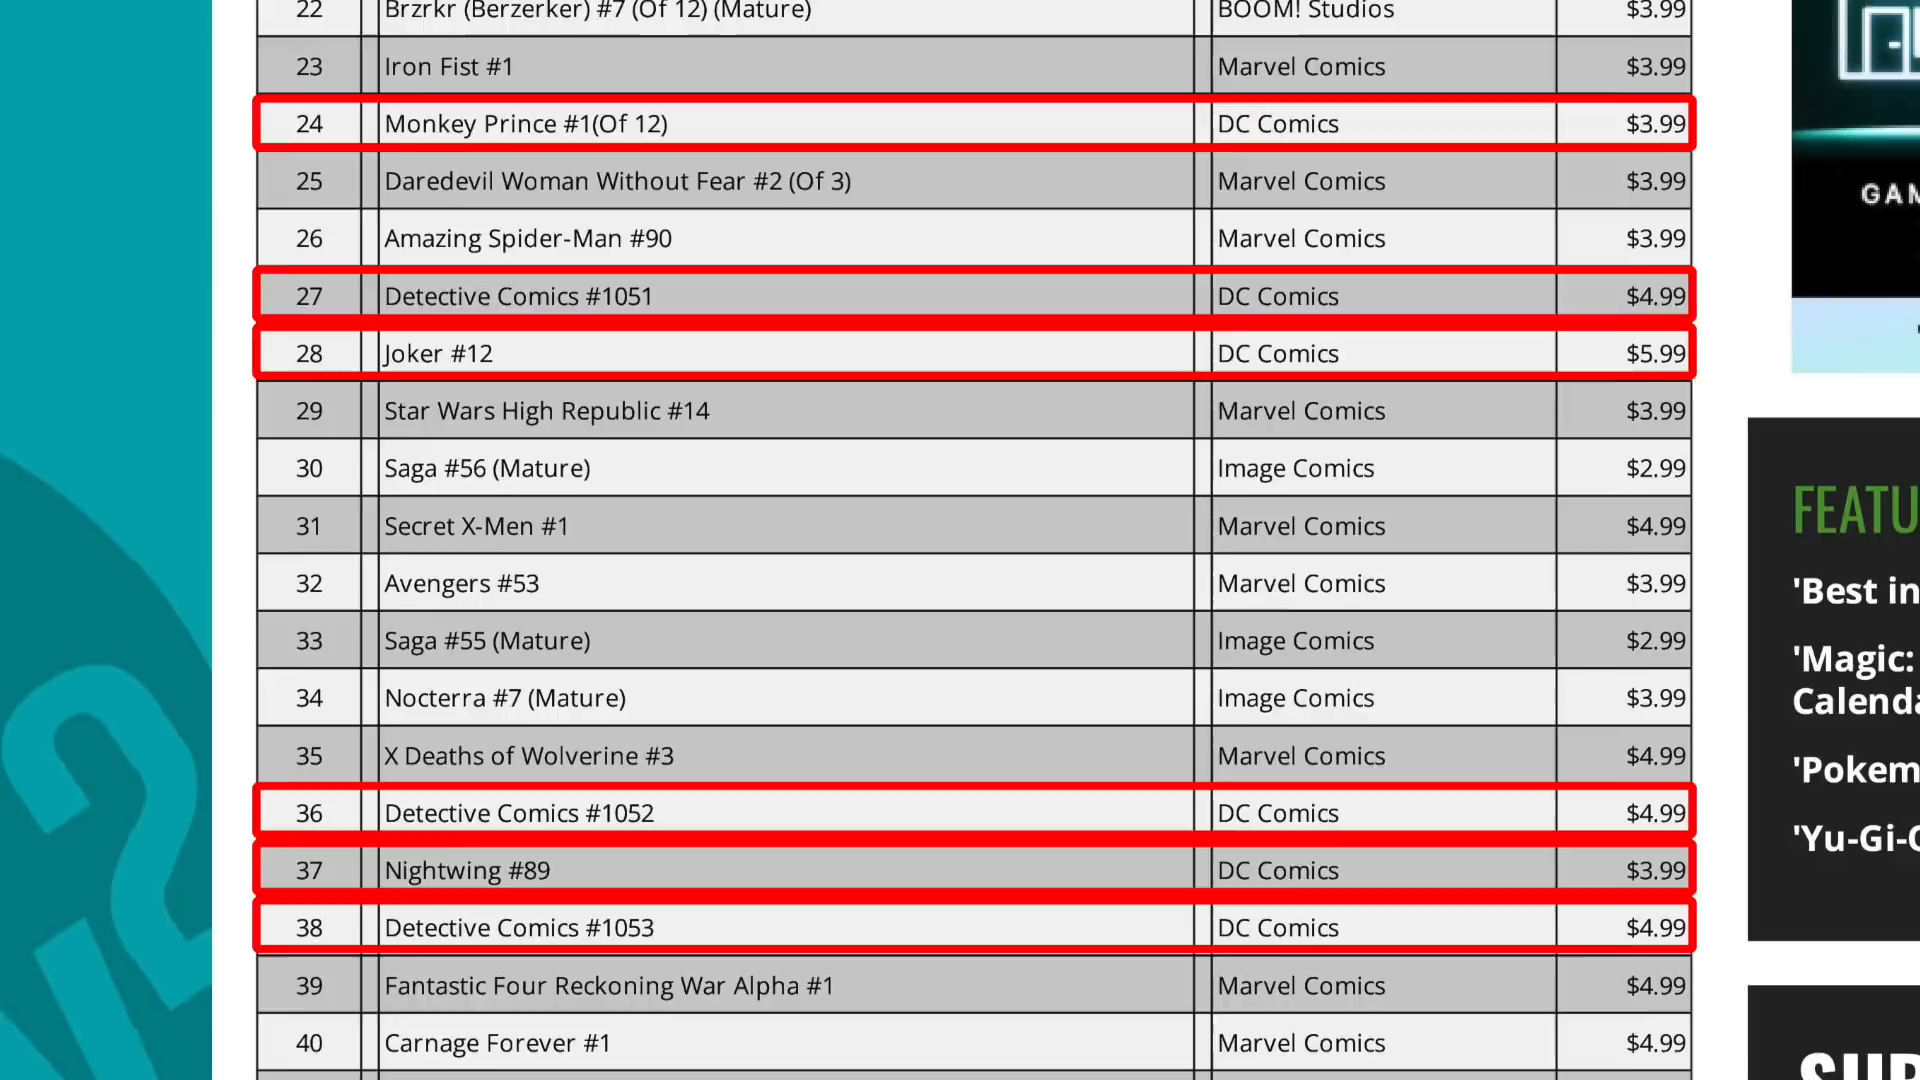 22 Brzrkr (Berzerker) #7 (Of 12) (Mature) BOOM! Studios $3.99
23 Iron Fist #1 Marvel Comics $3.99
24 Monkey Prince #1(Of 12) DC Comics $3.99
25 Daredevil Woman Without Fear #2 (Of 3) Marvel Comics $3.99
26 Amazing Spider-Man #90 Marvel Comics $3.99
27 Detective Comics #1051 DC Comics $4.99
28 Joker #12 DC Comics $5.99
29 Star Wars High Republic #14 Marvel Comics $3.99
30 Saga #56 (Mature) Image Comics $2.99
31 Secret X-Men #1 Marvel Comics $4.99
32 Avengers #53 Marvel Comics $3.99
33 Saga #55 (Mature) Image Comics $2.99
34 Nocterra #7 (Mature) Image Comics $3.99
35 X Deaths of Wolverine #3 Marvel Comics $4.99
36 Detective Comics #1052 DC Comics $4.99
37 Nightwing #89 DC Comics $3.99
38 Detective Comics #1053 DC Comics $4.99
39 Fantastic Four Reckoning War Alpha #1 Marvel Comics $4.99
40 Carnage Forever #1 Marvel Comics $4.99
GAM
FEATU
'Best in
'Magic:
Calenda
'Pokem
'Yu-Gi-O